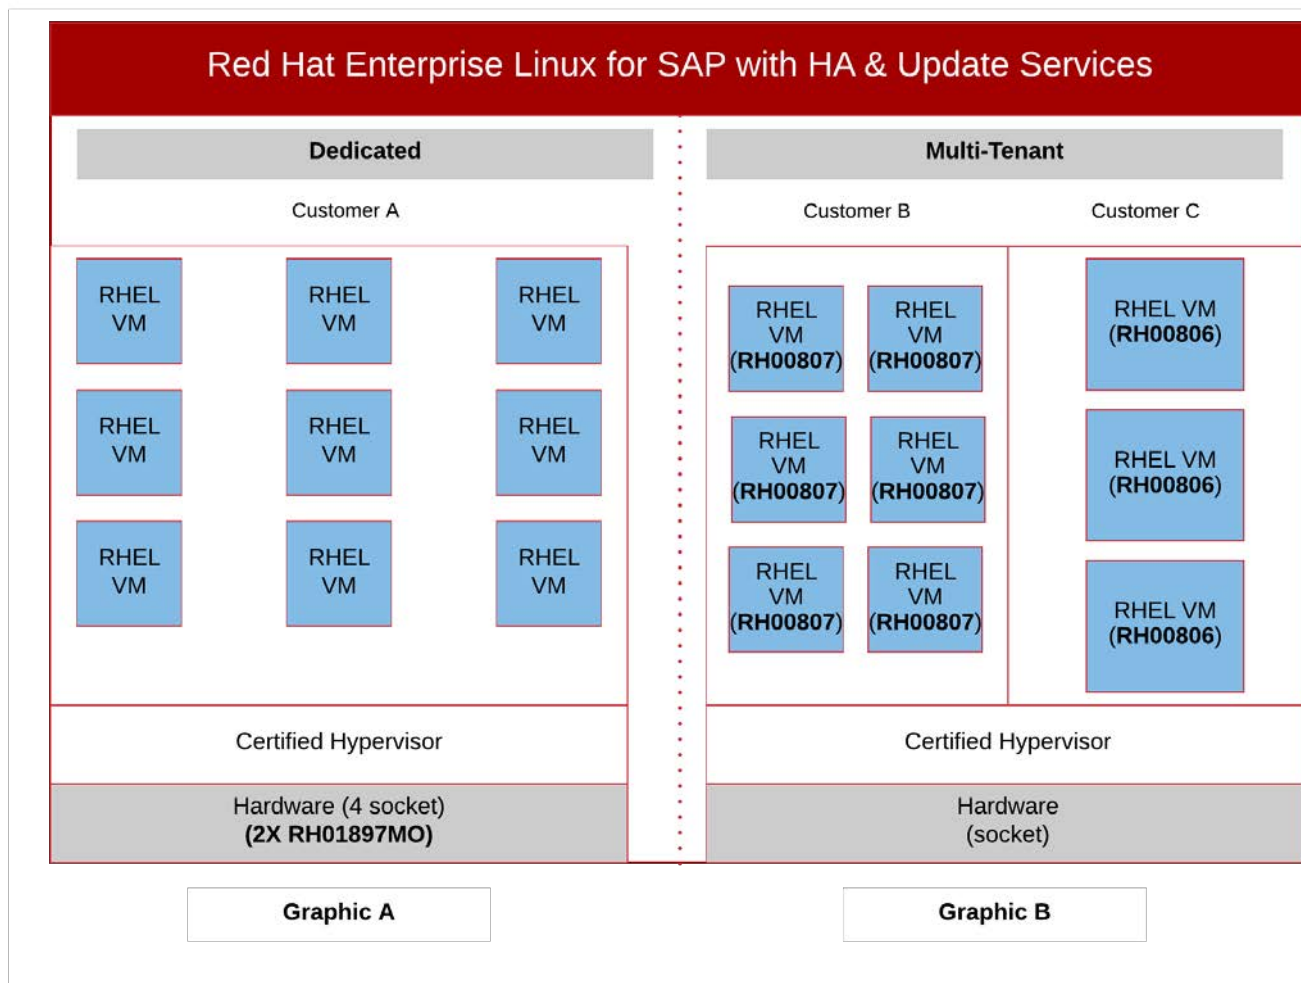 Red Hat Enterprise Linux for SAP with HA & Update Services
Dedicated
Customer A
RHEL
VM
RHEL
VM
RHEL
VM
RHEL
VM
RHEL
VM
RHEL
VM
RHEL
VM
RHEL
VM
RHEL
VM
Certified Hypervisor
Hardware (4 socket)
(2X RH01897MO)
Graphic A
Multi-Tenant
Customer B
RHEL
VM
(RH00807)
RHEL
VM
(RH00807)
RHEL
VM
(RH00807)
RHEL
VM
(RH00807)
RHEL
VM
(RH00807)
RHEL
VM
(RH00807)
Customer C
RHEL VM
(RH00806)
RHEL VM
(RH00806)
RHEL VM
(RH00806)
Certified Hypervisor
Hardware
(socket)
Graphic B